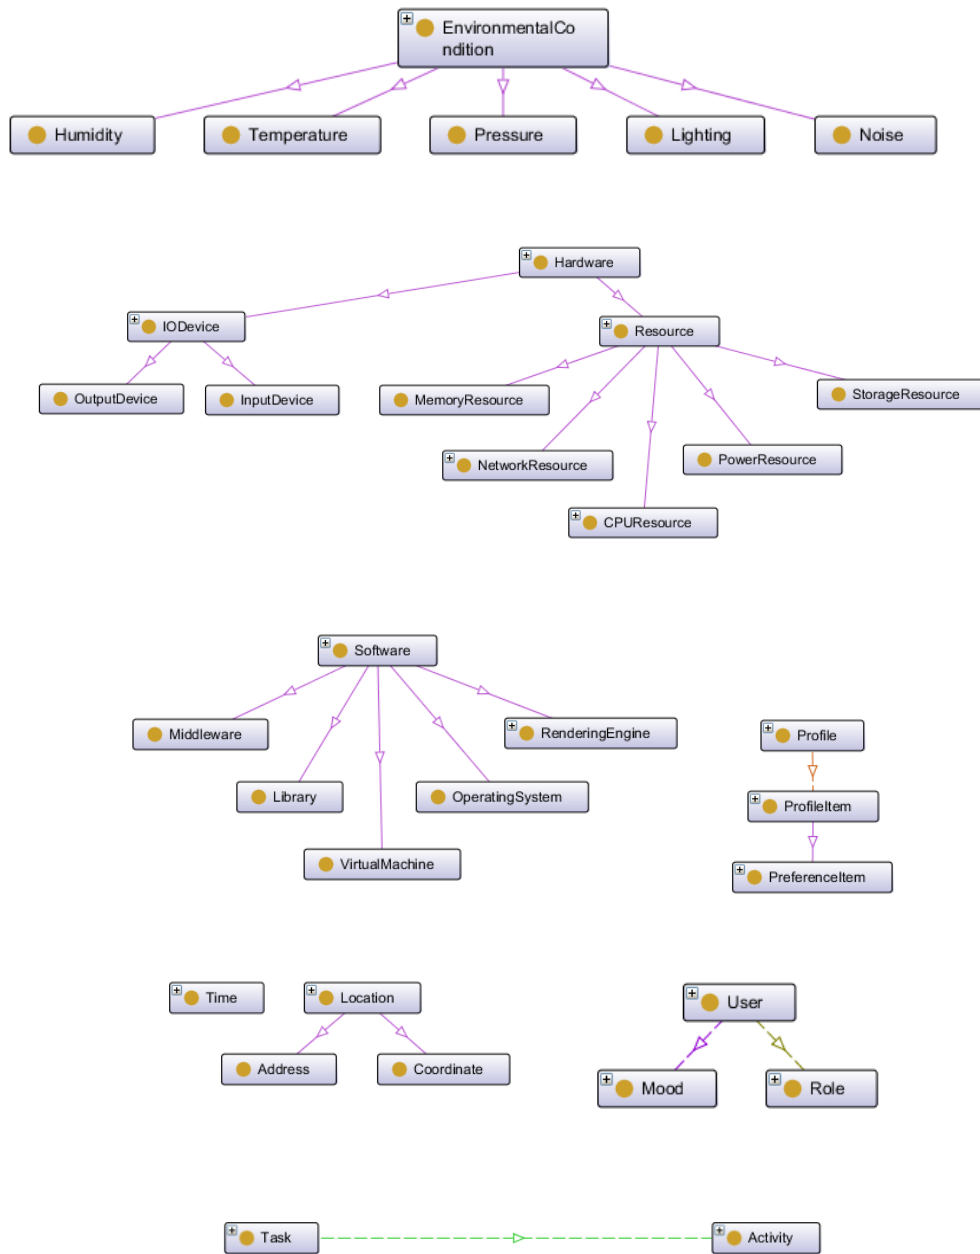 EnvironmentalCo
ndition
Humidity
Temperature
Pressure
Lighting
Noise
Hardware
IODevice
Resource
OutputDevice
InputDevice
MemoryResource
StorageResource
NetworkResource
PowerResource
CPUResource
Software
Middleware
RenderingEngine
Profile
Library
OperatingSystem
ProfileItem
VirtualMachine
PreferenceItem
Time
Location
User
Address
Coordinate
Mood
Role
Task
Activity